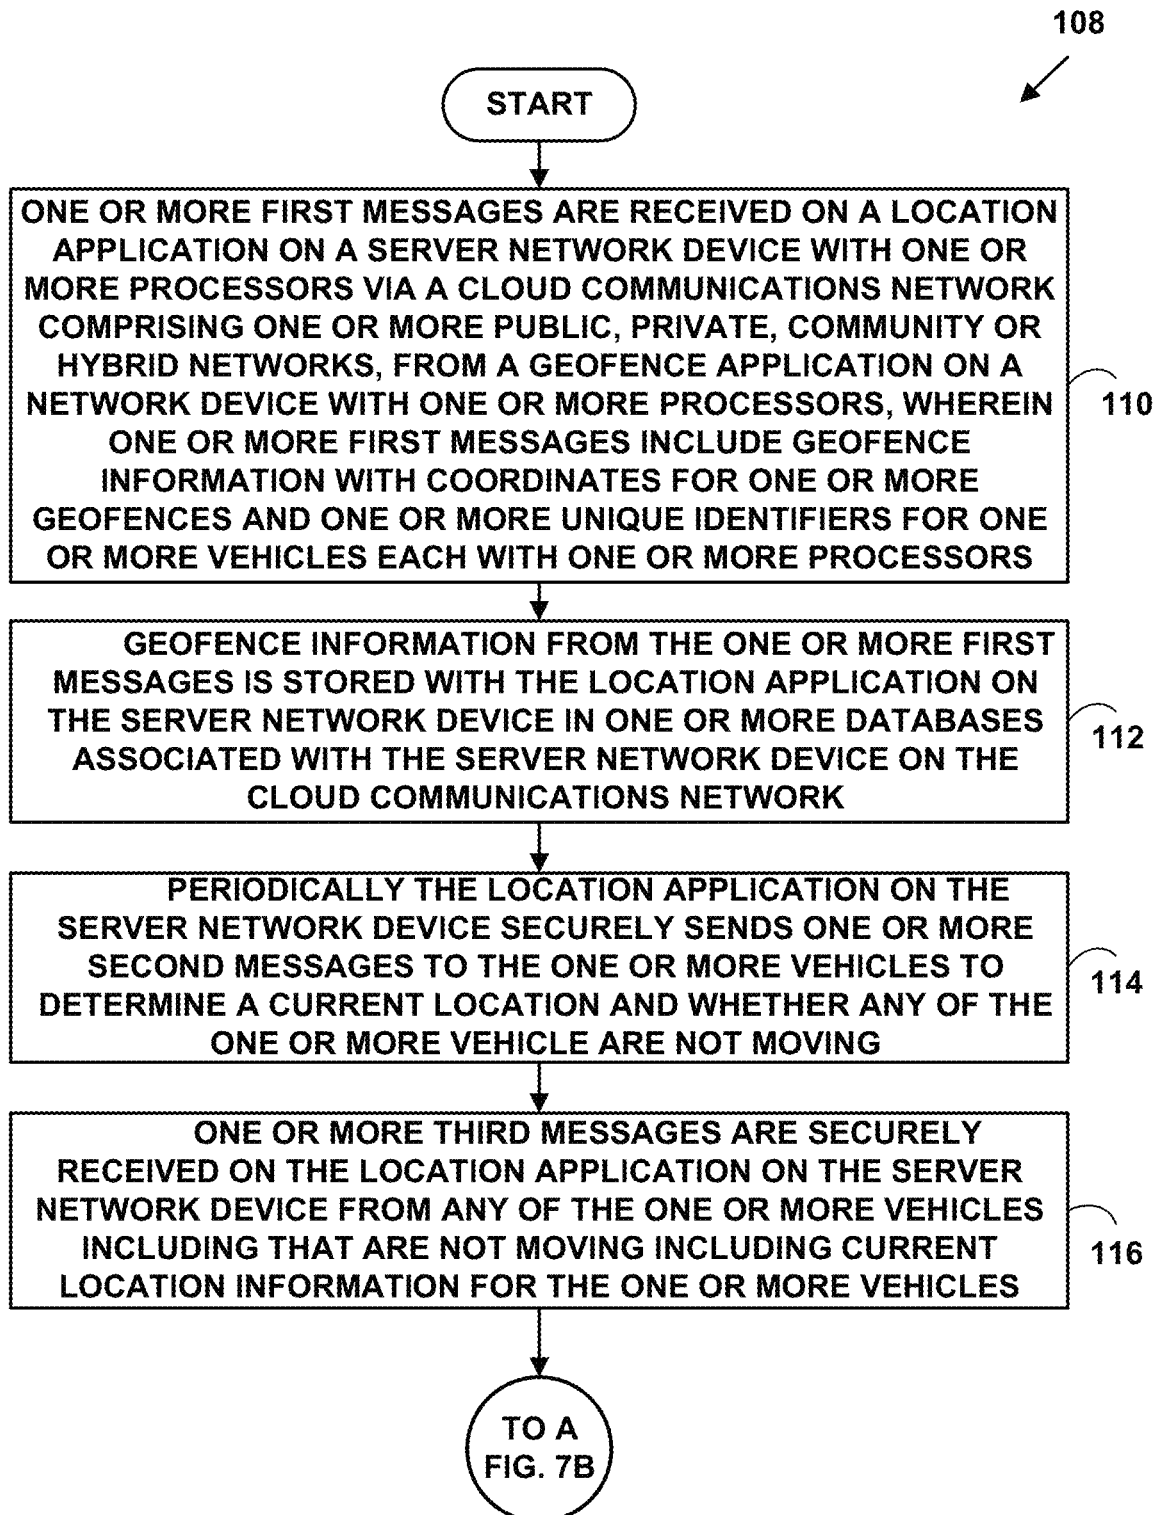 108
START
ONE OR MORE FIRST MESSAGES ARE RECEIVED ON A LOCATION
APPLICATION ON A SERVER NETWORK DEVICE WITH ONE OR
MORE PROCESSORS VIA A CLOUD COMMUNICATIONS NETWORK
COMPRISING ONE OR MORE PUBLIC, PRIVATE, COMMUNITY OR
HYBRID NETWORKS, FROM A GEOFENCE APPLICATION ON A
NETWORK DEVICE WITH ONE OR MORE PROCESSORS, WHEREIN
ONE OR MORE FIRST MESSAGES INCLUDE GEOFENCE
INFORMATION WITH COORDINATES FOR ONE OR MORE
GEOFENCES AND ONE OR MORE UNIQUE IDENTIFIERS FOR ONE
OR MORE VEHICLES EACH WITH ONE OR MORE PROCESSORS
110
GEOFENCE INFORMATION FROM THE ONE OR MORE FIRST
MESSAGES IS STORED WITH THE LOCATION APPLICATION ON
THE SERVER NETWORK DEVICE IN ONE OR MORE DATABASES
ASSOCIATED WITH THE SERVER NETWORK DEVICE ON THE
CLOUD COMMUNICATIONS NETWORK
112
PERIODICALLY THE LOCATION APPLICATION ON THE
SERVER NETWORK DEVICE SECURELY SENDS ONE OR MORE
SECOND MESSAGES TO THE ONE OR MORE VEHICLES TO
DETERMINE A CURRENT LOCATION AND WHETHER ANY OF THE
ONE OR MORE VEHICLE ARE NOT MOVING
114
ONE OR MORE THIRD MESSAGES ARE SECURELY
RECEIVED ON THE LOCATION APPLICATION ON THE SERVER
NETWORK DEVICE FROM ANY OF THE ONE OR MORE VEHICLES
INCLUDING THAT ARE NOT MOVING INCLUDING CURRENT
LOCATION INFORMATION FOR THE ONE OR MORE VEHICLES
116
TO A
FIG. 7B